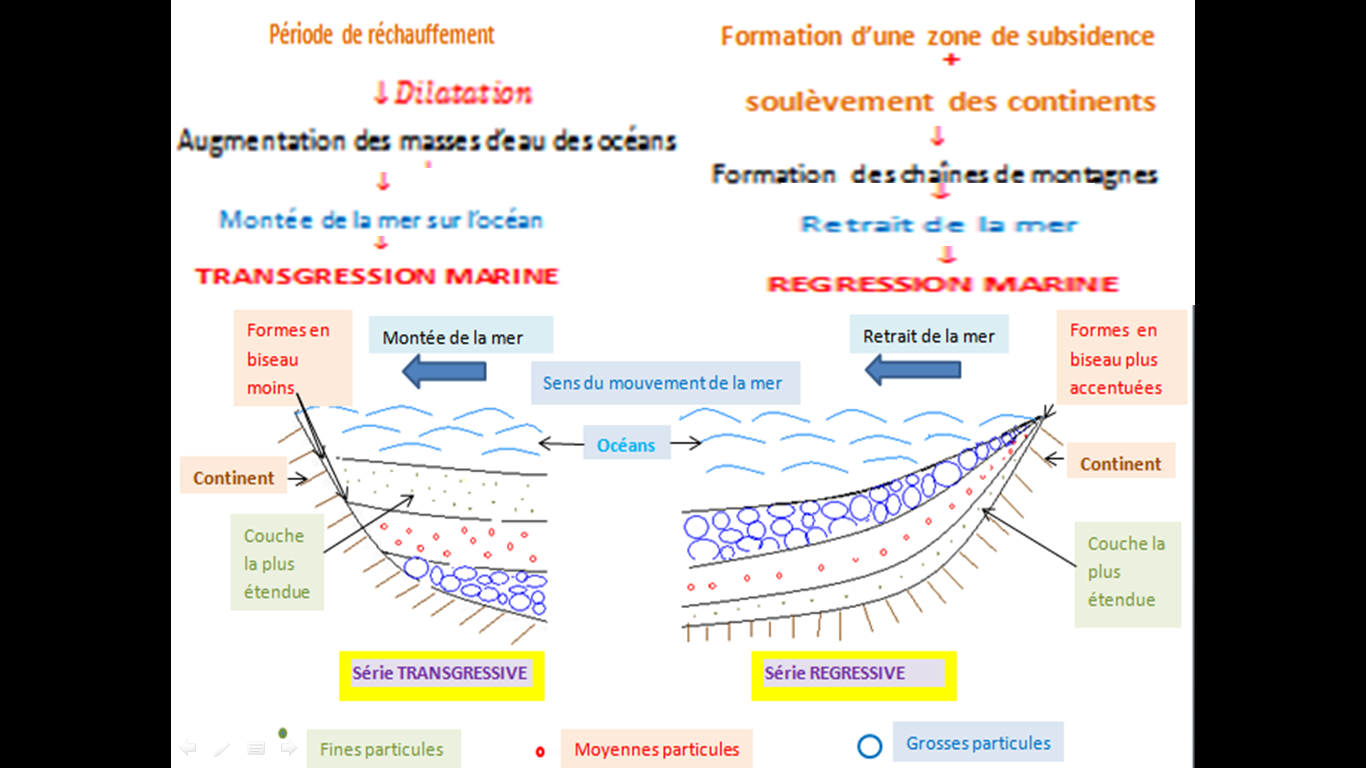 Période de réchauffement
↓ Dilatation
Augmentation des masses d'eau des océans
↓
Montée de la mer sur l'océan
↓
TRANSGRESSION MARINE
Formation d'une zone de subsidence
+
soulèvement des continents
↓
Formation des chaînes de montagnes
↓
Retrait de la mer
↓
REGRESSION MARINE
Formes en
biseau
moins
Montée de la mer
Sens du mouvement de la mer
Retrait de la mer
Formes en
biseau plus
accentuées
Océans
Continent
Continent
Couche
la plus
étendue
Couche la
plus
étendue
Série TRANSGRESSIVE
Série REGRESSIVE
Fines particules
Moyennes particules
Grosses particules